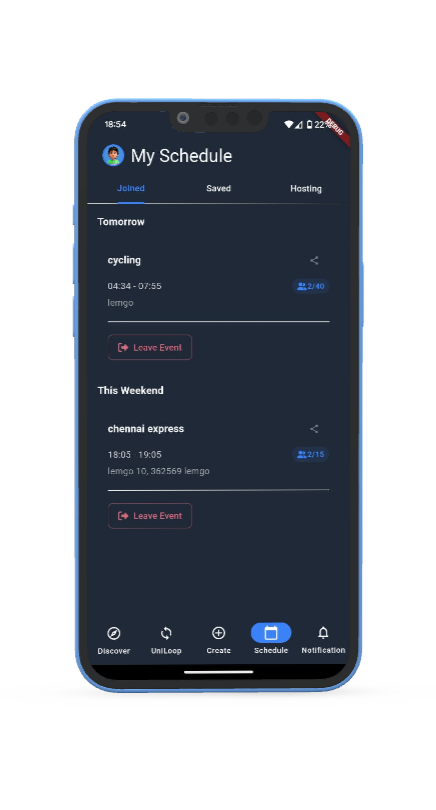 18:54
22%
DEBUG
My Schedule
Joined Saved Hosting
Tomorrow
cycling
04:34 - 07:55 2/40
lemgo
Leave Event
This Weekend
chennai express
18:05 - 19:05 2/15
lemgo 10, 362569 lemgo
Leave Event
Discover UniLoop Create Schedule Notification